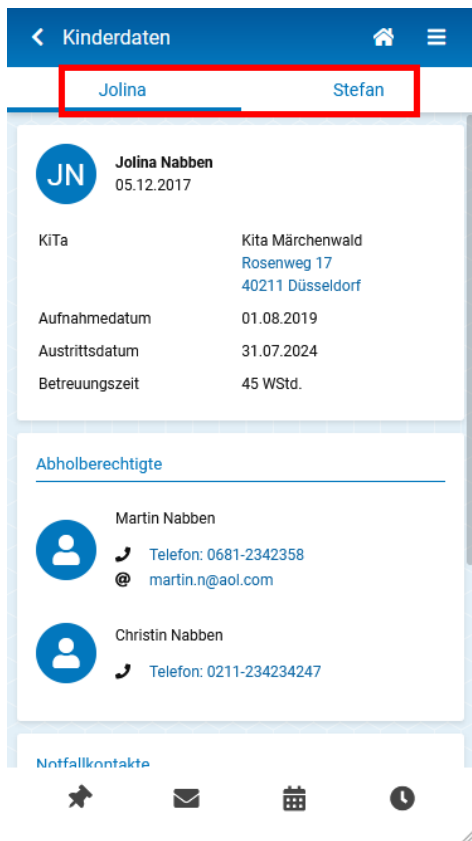 Kinderdaten
Jolina Stefan
JN
Jolina Nabben
05.12.2017
KiTa Kita Märchenwald
Rosenweg 17
40211 Düsseldorf
Aufnahmedatum 01.08.2019
Austrittsdatum 31.07.2024
Betreuungszeit 45 WStd.
Abholberechtigte
Martin Nabben
Telefon: 0681-2342358
@ martin.n@aol.com
Christin Nabben
Telefon: 0211-234234247
Notfallkontakte